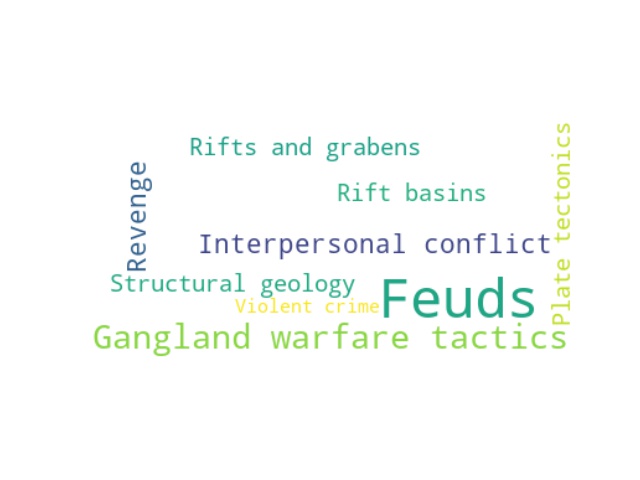 Rifts and grabens
Rift basins
Revenge
Plate tectonics
Interpersonal conflict
Structural geology
Violent crime
Feuds
Gangland warfare tactics